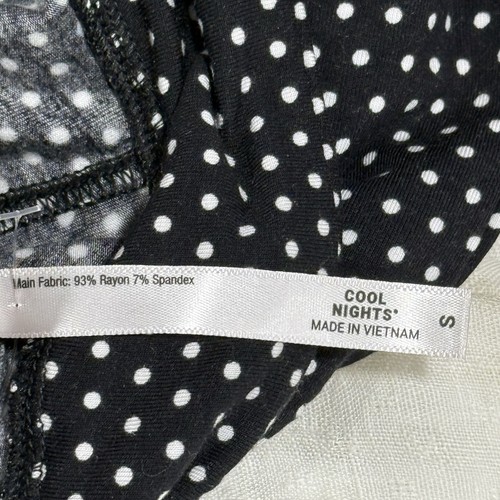 Main Fabric: 93% Rayon 7% Spandex
COOL
NIGHTS®
MADE IN VIETNAM
S